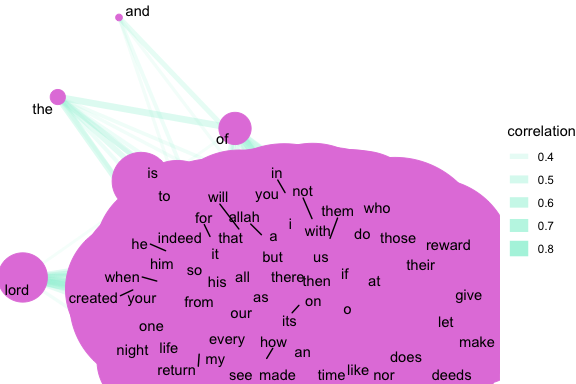 and
the
of
correlation
0.4
0.5
0.6
0.7
0.8
is
in
to
will
you
not
them
who
for
allah
i
with
do
those
reward
he
indeed
that
a
it
but
us
him
so
his
all
there
then
if
at
their
lord
when
created
your
from
our
as
on
its
o
give
let
one
every
how
make
night
life
return
my
an
does
see
made
time
like
nor
deeds